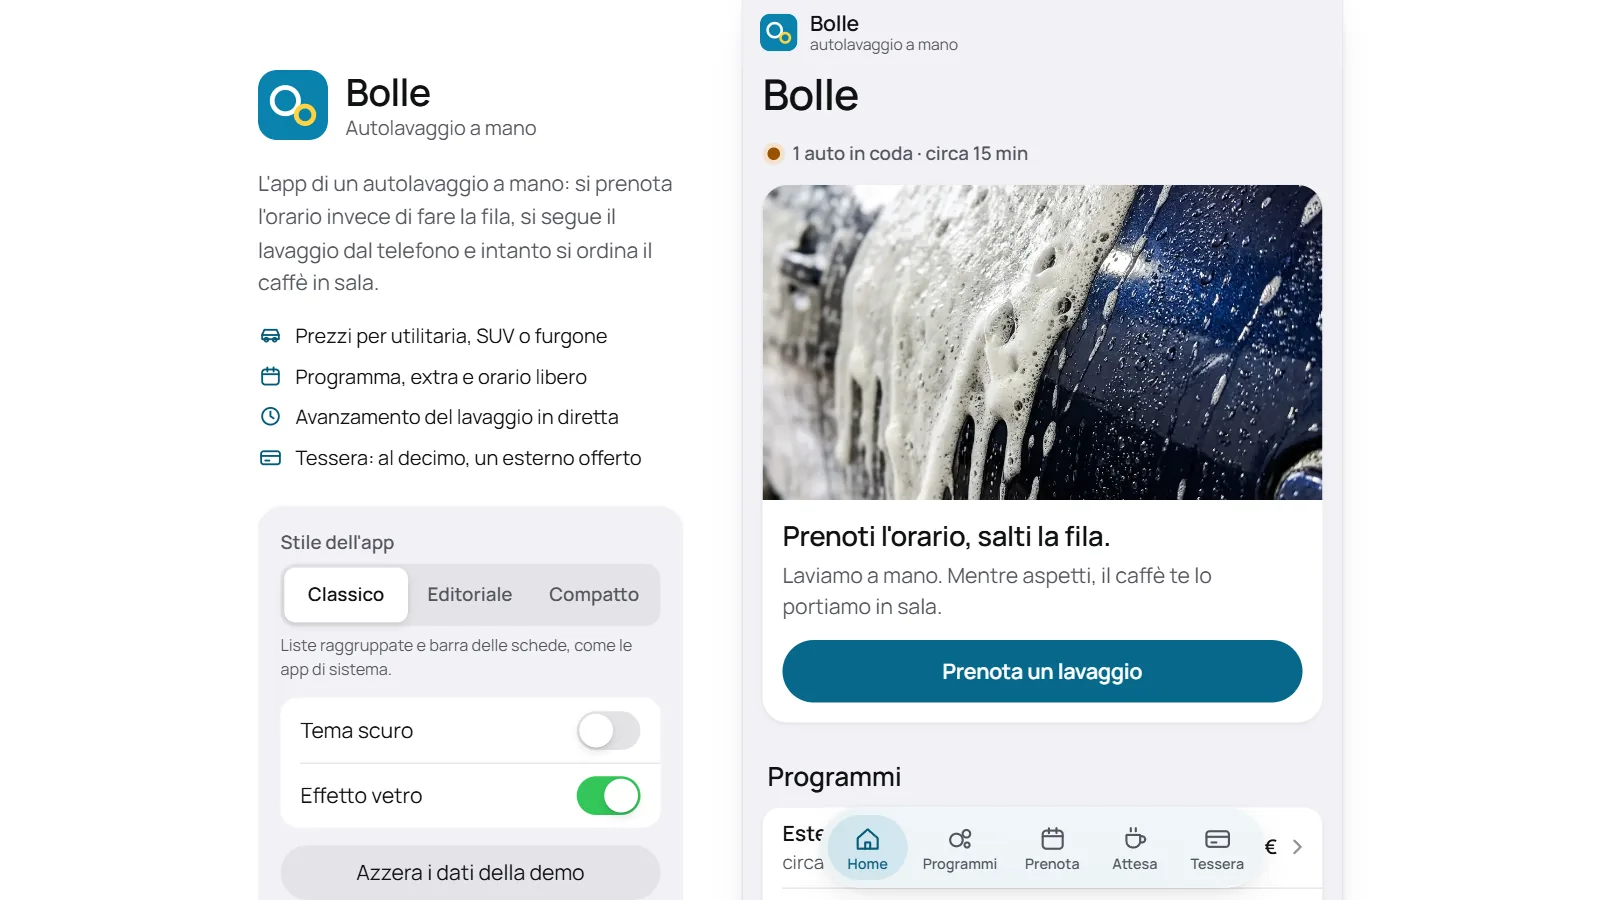 Bolle
Autolavaggio a mano
L'app di un autolavaggio a mano: si prenota
l'orario invece di fare la fila, si segue il
lavaggio dal telefono e intanto si ordina il
caffè in sala.
Prezzi per utilitaria, SUV o furgone
Programma, extra e orario libero
Avanzamento del lavaggio in diretta
Tessera: al decimo, un esterno offerto
Stile dell'app
Classico Editoriale Compatto
Liste raggruppate e barra delle schede, come le
app di sistema.
Tema scuro
Effetto vetro
Azzera i dati della demo
Bolle
autolavaggio a mano
Bolle
1 auto in coda · circa 15 min
Prenoti l'orario, salti la fila.
Laviamo a mano. Mentre aspetti, il caffè te lo
portiamo in sala.
Prenota un lavaggio
Programmi
€
circa
Home Programmi Prenota Attesa Tessera